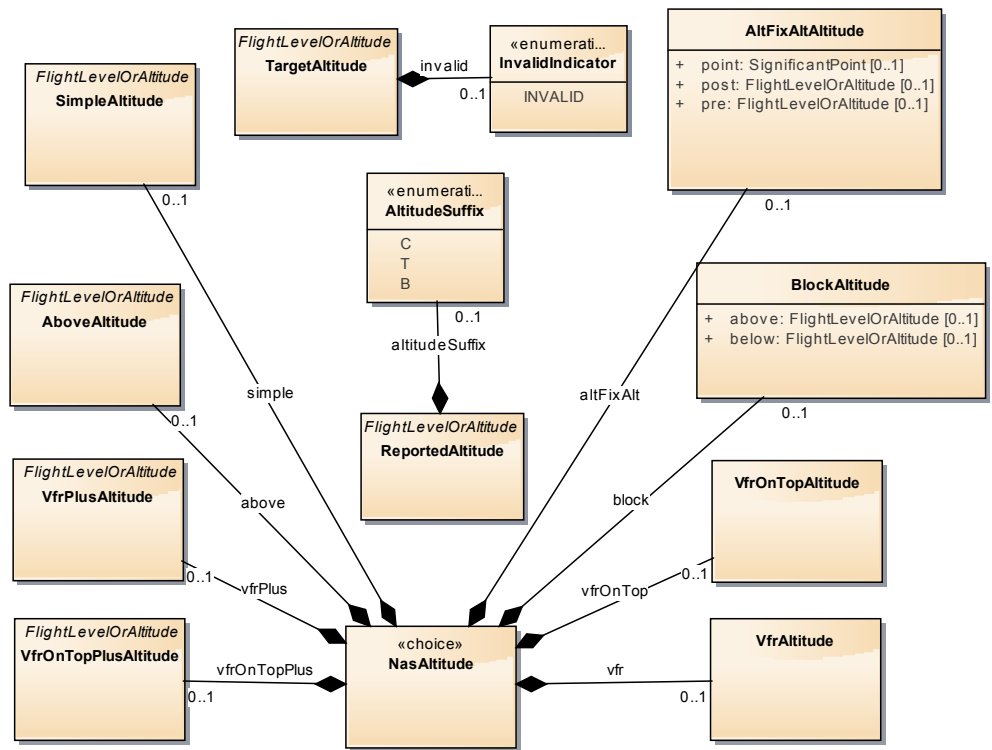 FlightLevelOrAltitude
TargetAltitude
invalid
0..1
«enumerati...
InvalidIndicator
INVALID
AltFixAltAltitude
+ point: SignificantPoint [0..1]
+ post: FlightLevelOrAltitude [0..1]
+ pre: FlightLevelOrAltitude [0..1]
0..1
FlightLevelOrAltitude
SimpleAltitude
0..1
«enumerati...
AltitudeSuffix
C
T
B
0..1
altitudeSuffix
BlockAltitude
+ above: FlightLevelOrAltitude [0..1]
+ below: FlightLevelOrAltitude [0..1]
0..1
FlightLevelOrAltitude
AboveAltitude
0..1
simple
altFixAlt
FlightLevelOrAltitude
ReportedAltitude
FlightLevelOrAltitude
VfrPlusAltitude
0..1
above
block
VfrOnTopAltitude
0..1
vfrPlus
vfrOnTop
FlightLevelOrAltitude
VfrOnTopPlusAltitude
0..1
vfrOnTopPlus
«choice»
NasAltitude
vfr
0..1
VfrAltitude